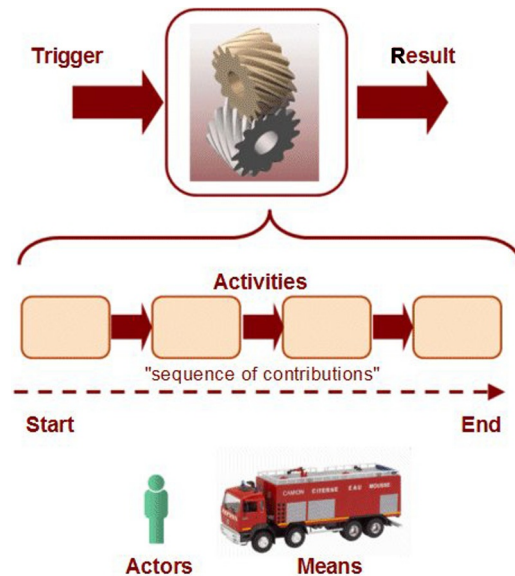 Trigger
Result
Activities
"sequence of contributions"
Start
End
CAMION CITERNE EAU MOUSSE
Actors
Means